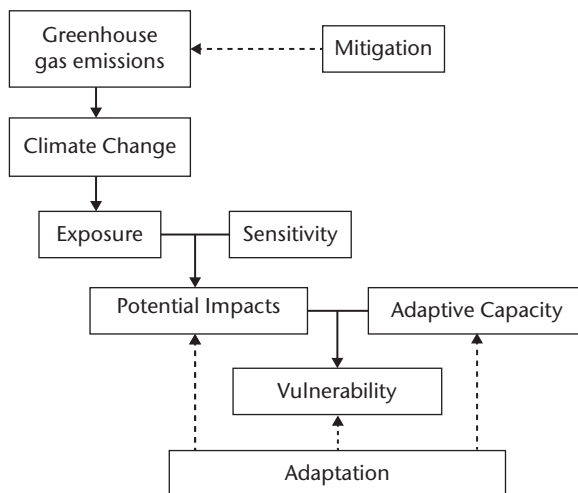 Greenhouse
gas emissions
Mitigation
Climate Change
Exposure
Sensitivity
Potential Impacts
Adaptive Capacity
Vulnerability
Adaptation